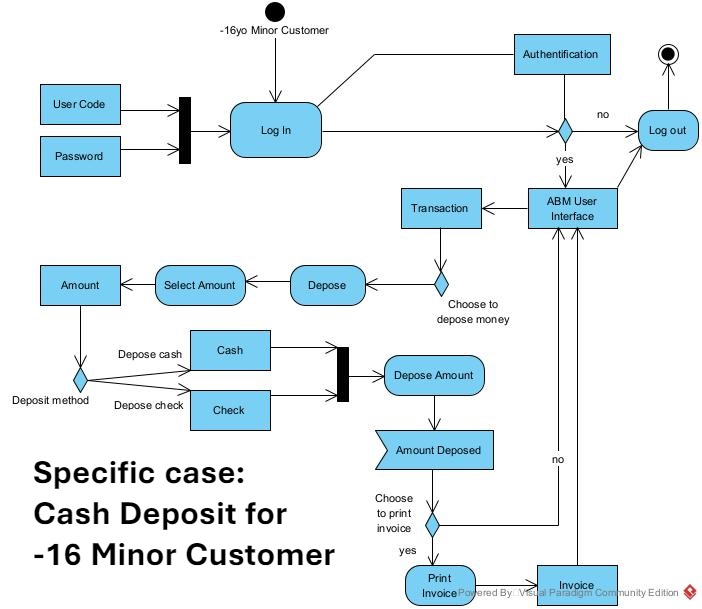 -16yo Minor Customer
Authentification
User Code
Log In
no
Log out
Password
yes
Transaction
ABM User
Interface
Amount
Select Amount
Depose
Choose to
depose money
Depose cash
Cash
Deposit method
Depose check
Check
Depose Amount
Amount Deposed
Specific case:
Cash Deposit for
-16 Minor Customer
no
Choose
to print
invoice
yes
Print
Invoice
Invoice
Powered By Visual Paradigm Community Edition